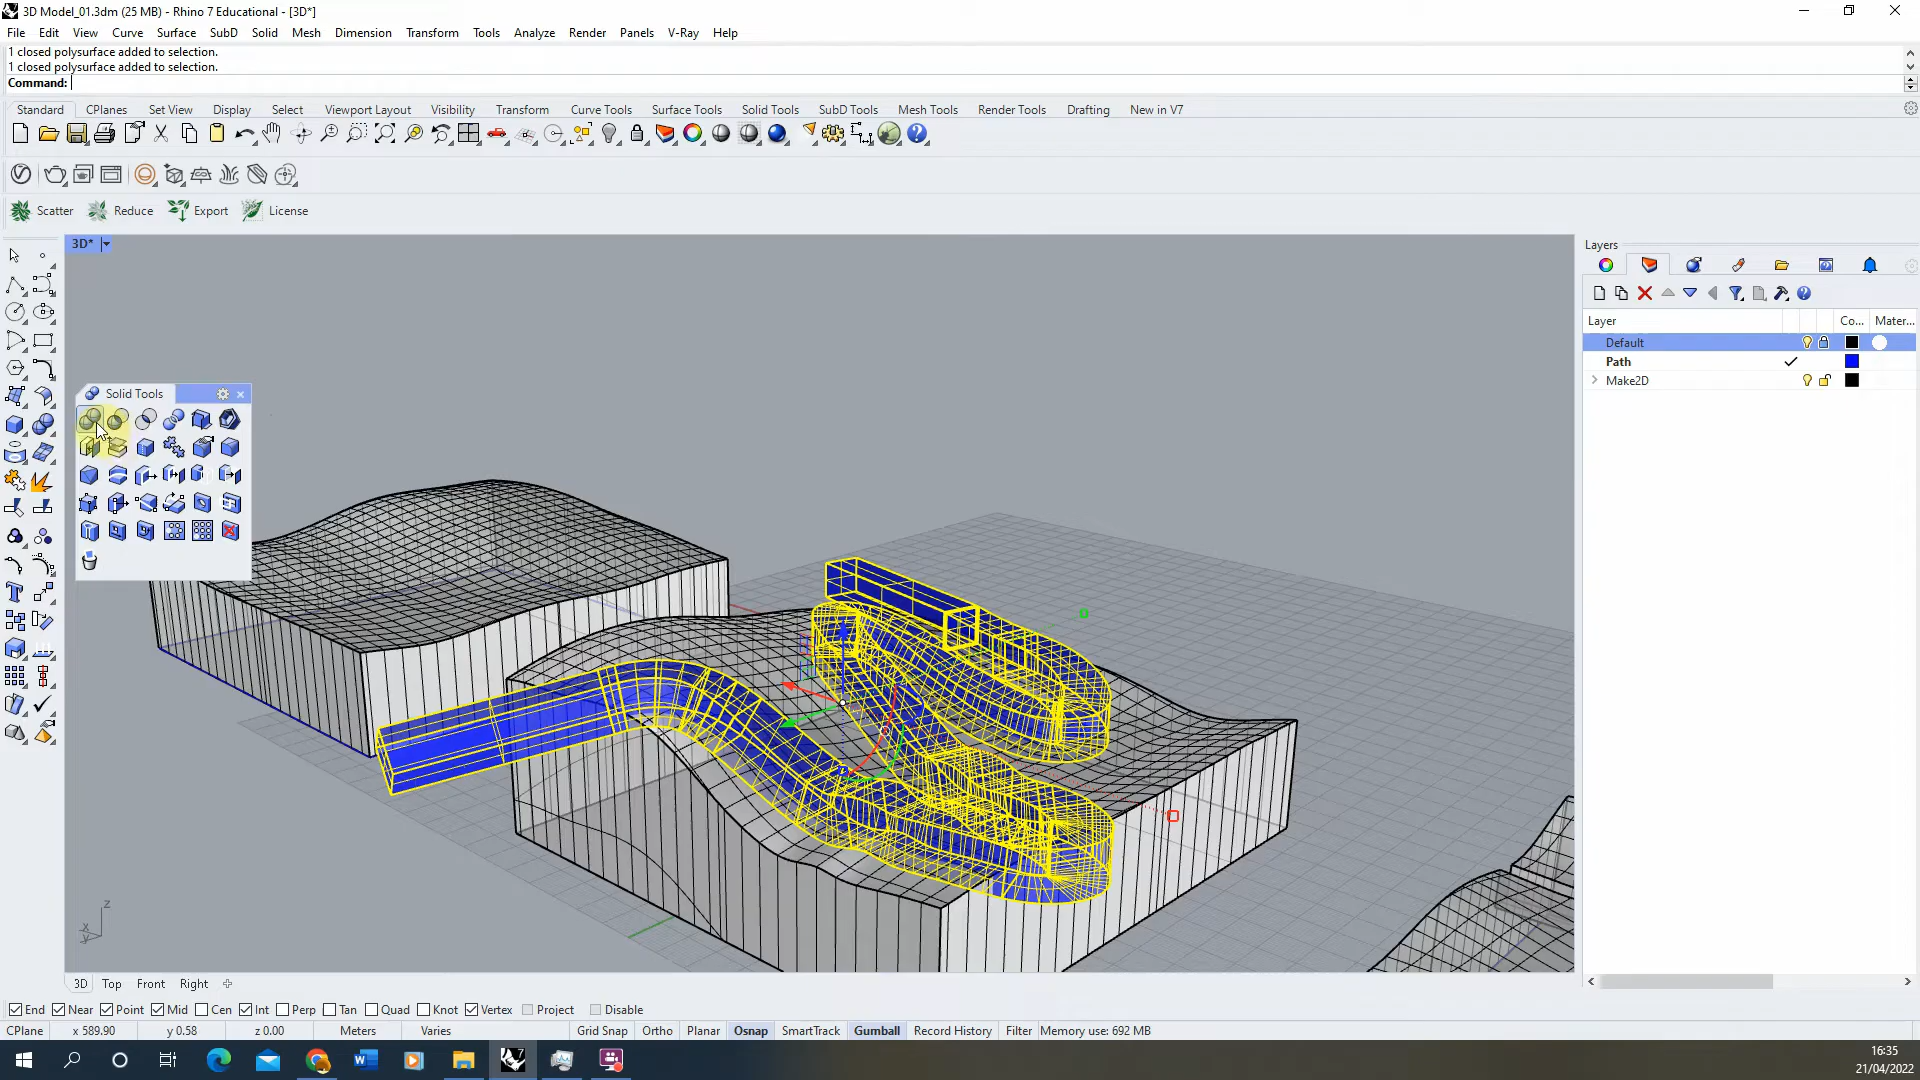 3D Model_01.3dm (25 MB) - Rhino 7 Educational - [3D*]
File Edit View Curve Surface SubD Solid Mesh Dimension Transform Tools Analyze Render Panels V-Ray Help
1 closed polysurface added to selection.
1 closed polysurface added to selection.
Command:
Standard CPlanes Set View Display Select Viewport Layout Visibility Transform Curve Tools Surface Tools Solid Tools SubD Tools Mesh Tools Render Tools Drafting New in V7
Scatter Reduce Export License
3D*
Layers
Layer Co... Mater...
Default
Path
Make2D
Solid Tools
z
x
y
3D Top Front Right
End Near Point Mid Cen Int Perp Tan Quad Knot Vertex Project Disable
CPlane x 589.90 y 0.58 z 0.00 Meters Varies Grid Snap Ortho Planar Osnap SmartTrack Gumball Record History Filter Memory use: 692 MB
16:35
21/04/2022